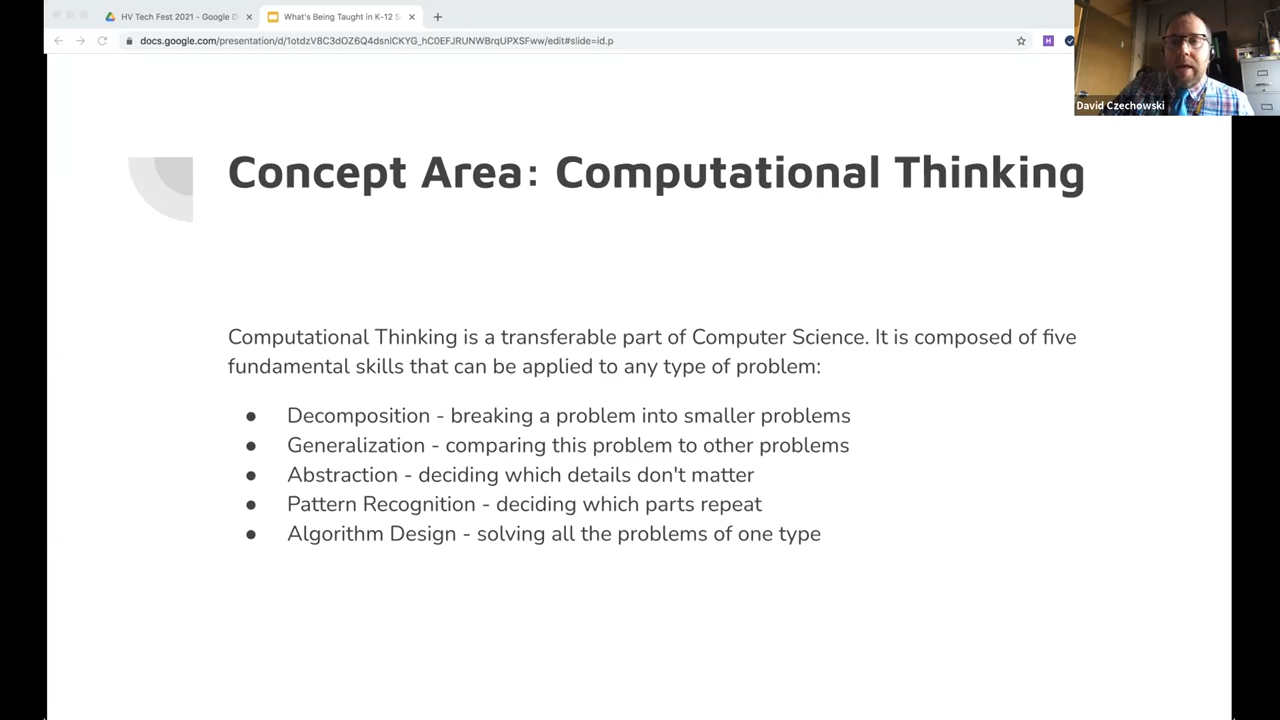 HV Tech Fest 2021 - Google D
What's Being Taught in K-12 S
docs.google.com/presentation/d/1otdzV8C3dOZ6Q4dsnlCKYG_hC0EFJRUNWBrqUPXSFww/edit#slide=id.p
H
David Czechowski
Concept Area: Computational Thinking
Computational Thinking is a transferable part of Computer Science. It is composed of five
fundamental skills that can be applied to any type of problem:
● Decomposition - breaking a problem into smaller problems
● Generalization - comparing this problem to other problems
● Abstraction - deciding which details don't matter
● Pattern Recognition - deciding which parts repeat
● Algorithm Design - solving all the problems of one type